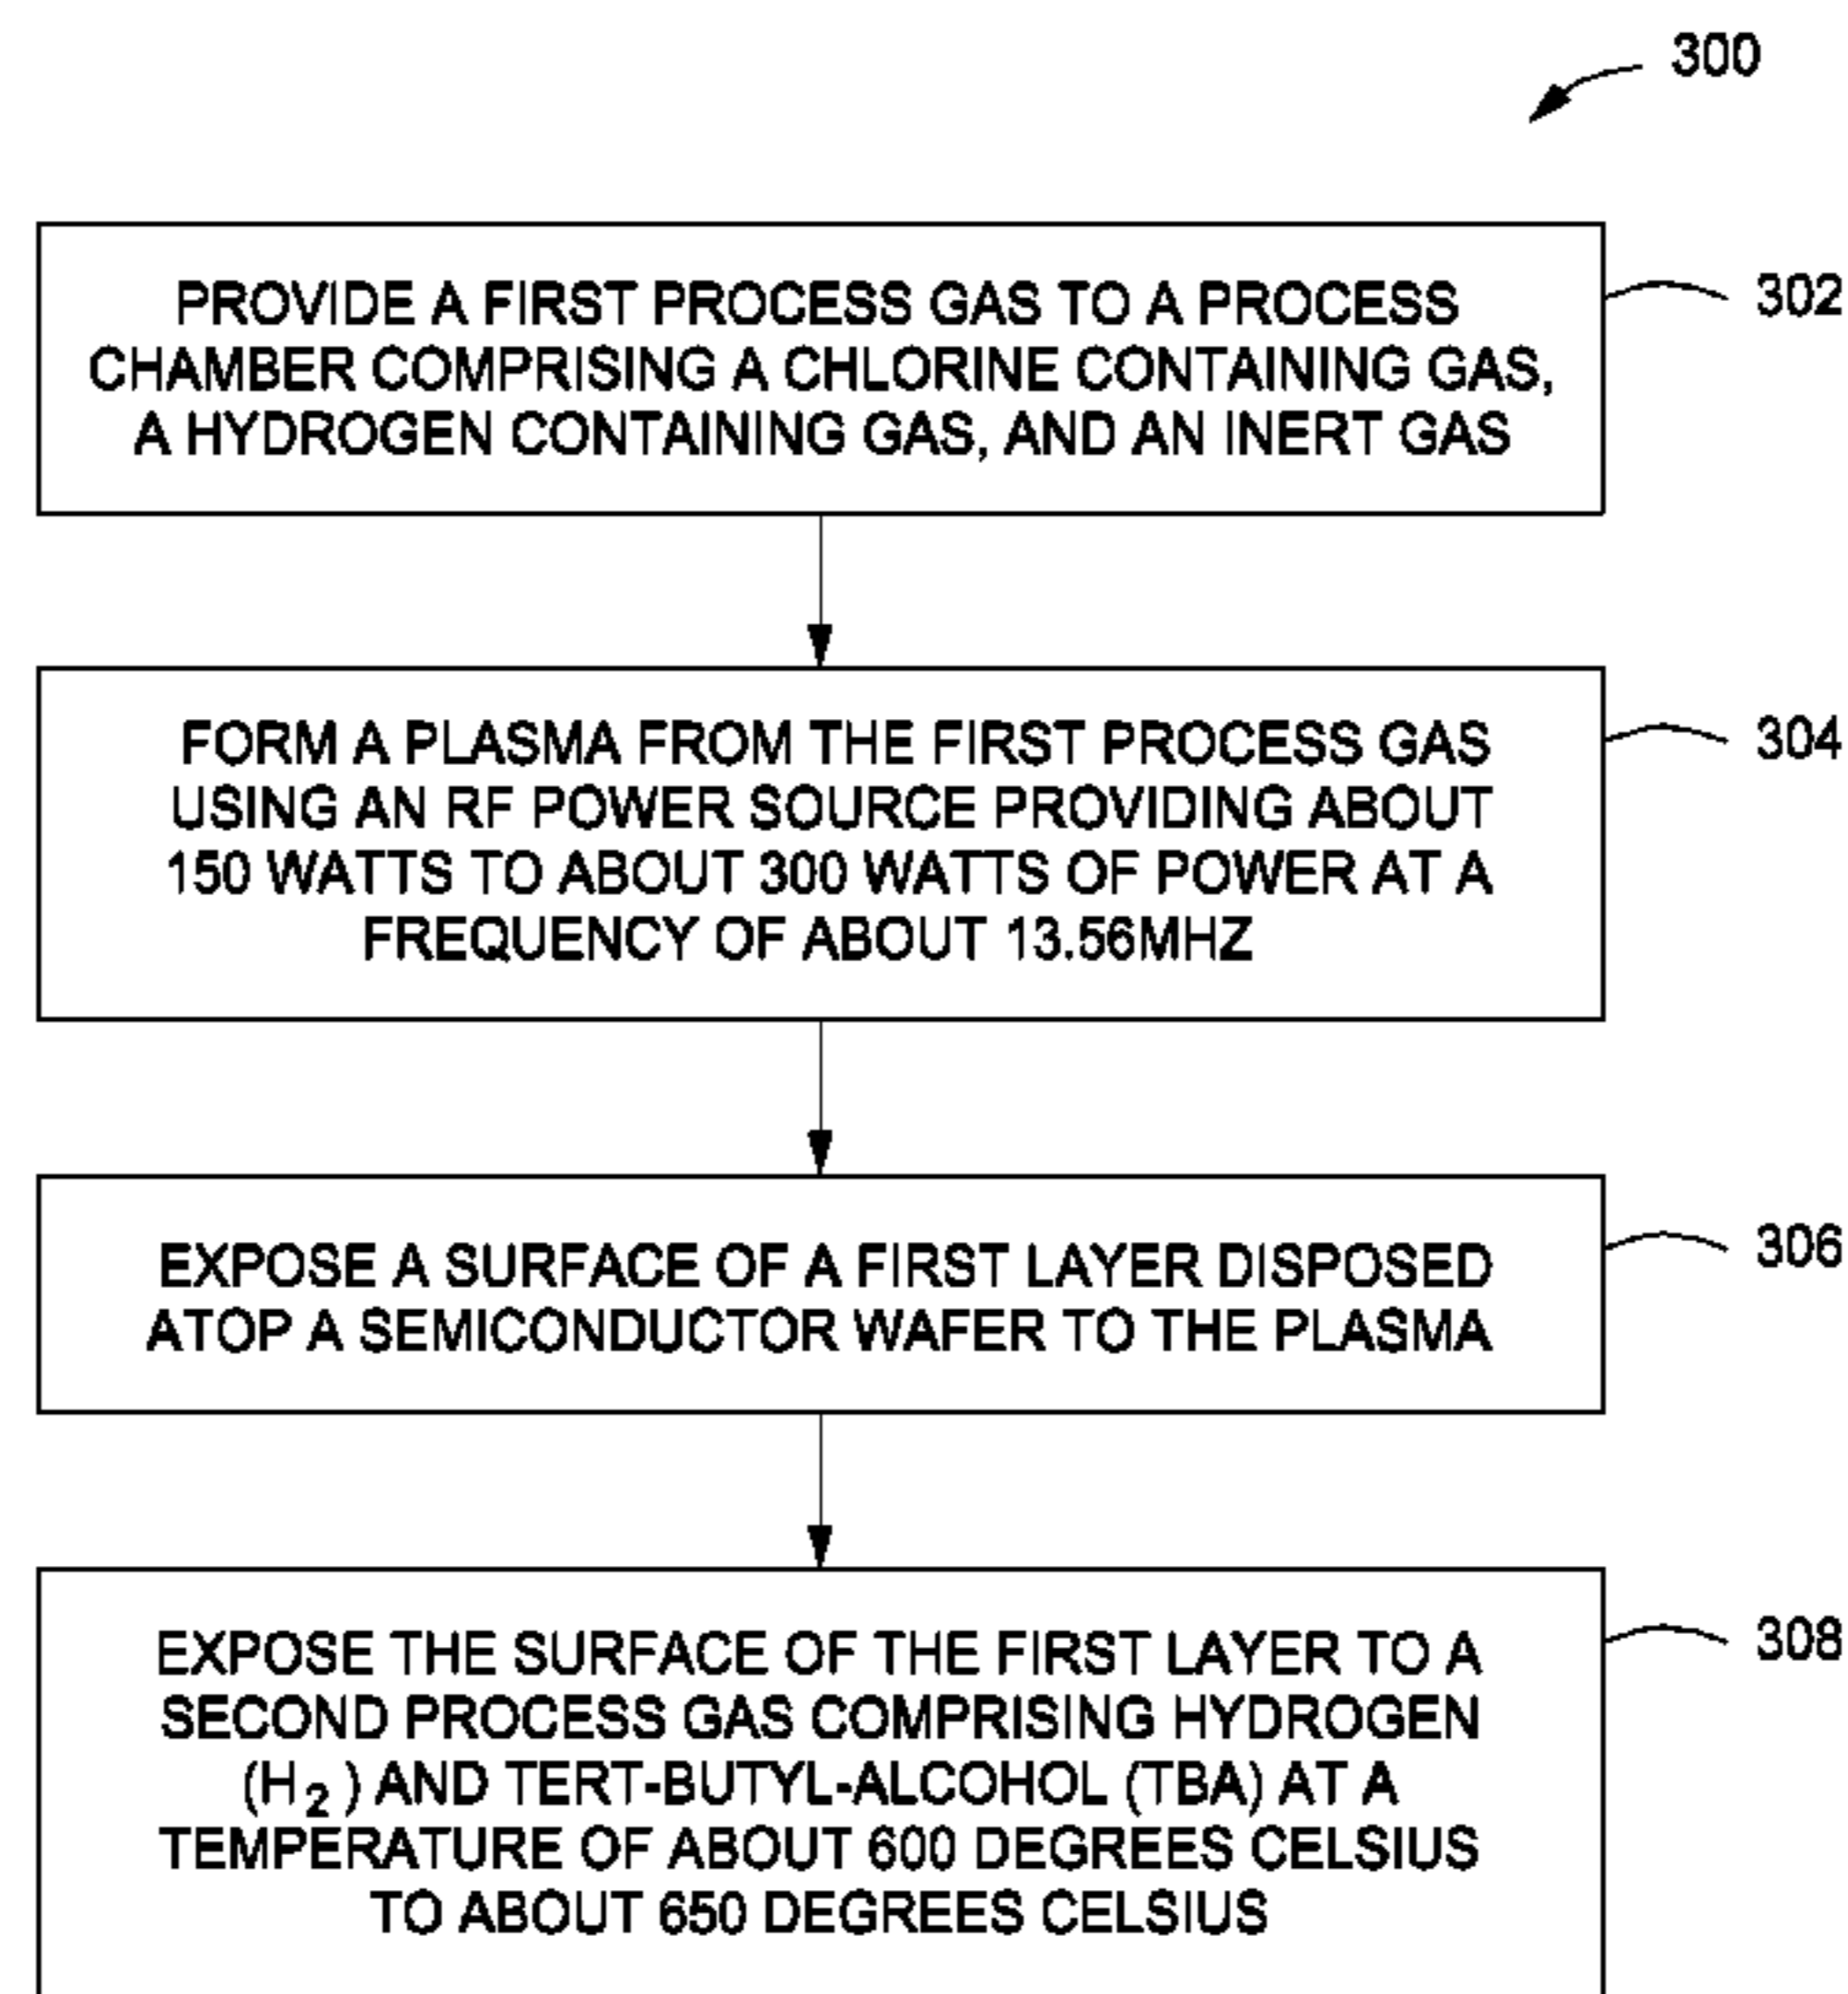 300
PROVIDE A FIRST PROCESS GAS TO A PROCESS
CHAMBER COMPRISING A CHLORINE CONTAINING GAS,
A HYDROGEN CONTAINING GAS, AND AN INERT GAS
302
FORM A PLASMA FROM THE FIRST PROCESS GAS
USING AN RF POWER SOURCE PROVIDING ABOUT
150 WATTS TO ABOUT 300 WATTS OF POWER AT A
FREQUENCY OF ABOUT 13.56MHZ
304
EXPOSE A SURFACE OF A FIRST LAYER DISPOSED
ATOP A SEMICONDUCTOR WAFER TO THE PLASMA
306
EXPOSE THE SURFACE OF THE FIRST LAYER TO A
SECOND PROCESS GAS COMPRISING HYDROGEN
(H₂ ) AND TERT-BUTYL-ALCOHOL (TBA) AT A
TEMPERATURE OF ABOUT 600 DEGREES CELSIUS
TO ABOUT 650 DEGREES CELSIUS
308